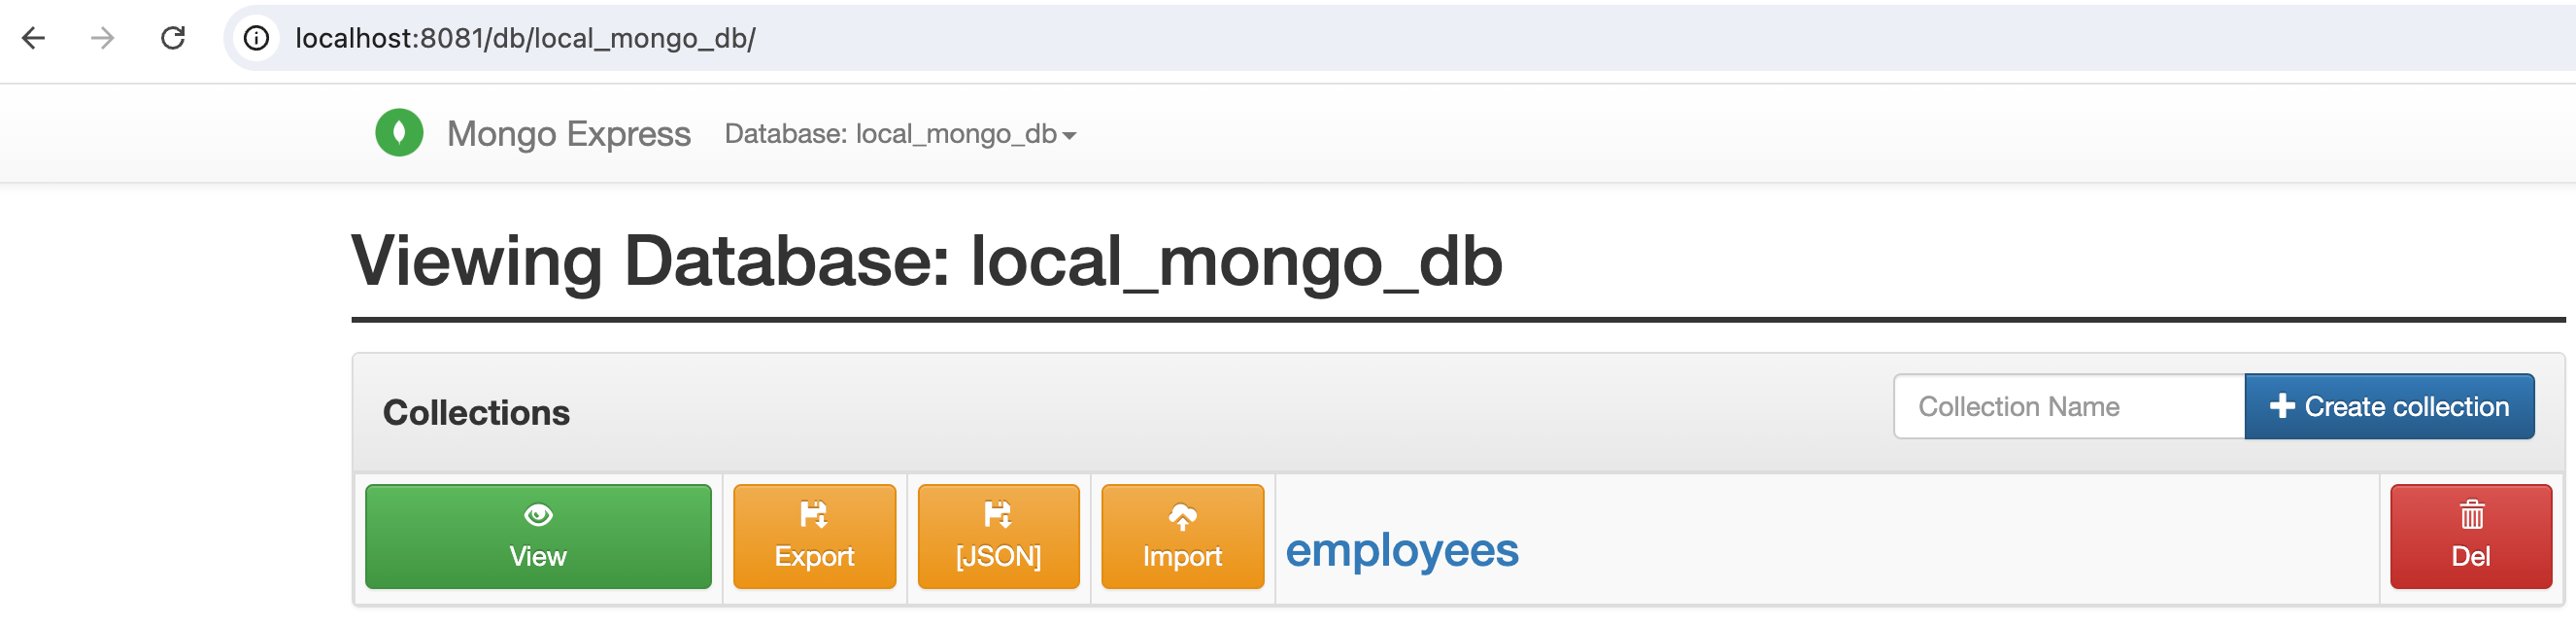 localhost:8081/db/local_mongo_db/
Mongo Express Database: local_mongo_db
Viewing Database: local_mongo_db
Collections
Collection Name
Create collection
View
Export
[JSON]
Import
employees
Del